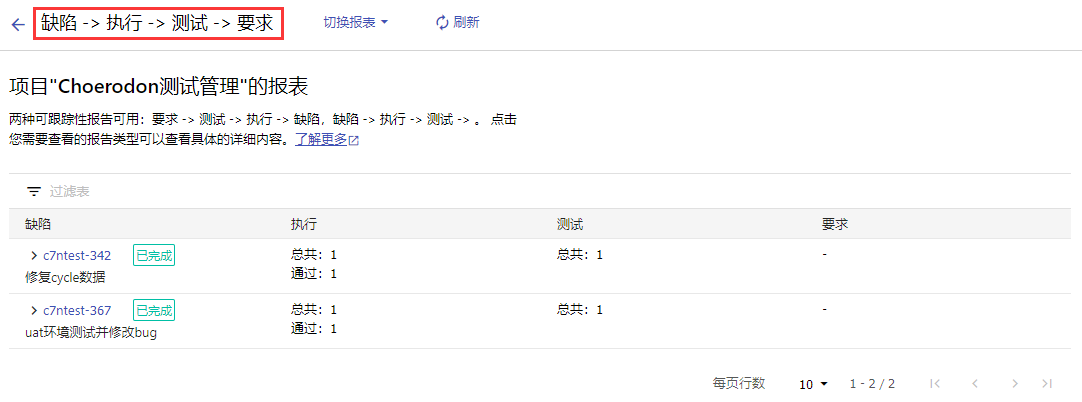 缺陷 -> 执行 -> 测试 -> 要求 切换报表 刷新
项目"Choerodon测试管理"的报表
两种可跟踪性报告可用：要求 -> 测试 -> 执行 -> 缺陷，缺陷 -> 执行 -> 测试 -> 。 点击
您需要查看的报告类型可以查看具体的详细内容。了解更多
过滤表
缺陷 执行 测试 要求
c7ntest-342 已完成 总共：1 总共：1 -
修复cycle数据 通过：1
c7ntest-367 已完成 总共：1 总共：1 -
uat环境测试并修改bug 通过：1
每页行数 10 1 - 2 / 2